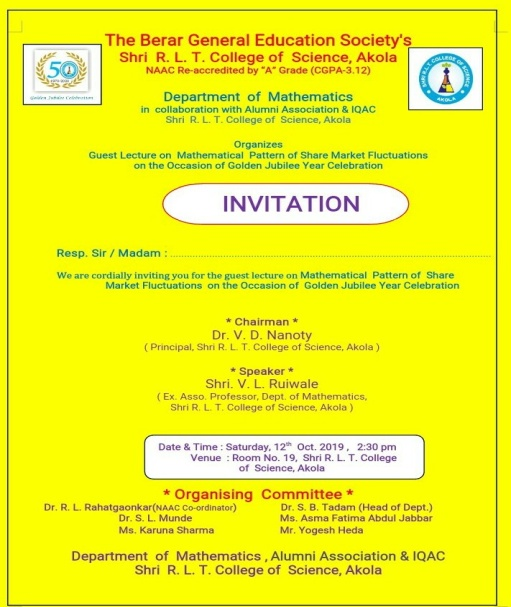 The Berar General Education Society's
Shri R. L. T. College of Science, Akola
NAAC Re-accredited by "A" Grade (CGPA-3.12)
50
Golden Jubilee Celebration
SHRI R.L.T. COLLEGE OF SCIENCE
AKOLA
Department of Mathematics
in collaboration with Alumni Association & IQAC
Shri R. L. T. College of Science, Akola
Organizes
Guest Lecture on Mathematical Pattern of Share Market Fluctuations
on the Occasion of Golden Jubilee Year Celebration
INVITATION
Resp. Sir / Madam : ........................................................................
We are cordially inviting you for the guest lecture on Mathematical Pattern of Share
Market Fluctuations on the Occasion of Golden Jubilee Year Celebration
* Chairman *
Dr. V. D. Nanoty
( Principal, Shri R. L. T. College of Science, Akola )
* Speaker *
Shri. V. L. Ruiwale
( Ex. Asso. Professor, Dept. of Mathematics,
Shri R. L. T. College of Science, Akola )
Date & Time : Saturday, 12th Oct. 2019 , 2:30 pm
Venue : Room No. 19, Shri R. L. T. College
of Science, Akola
* Organising Committee *
Dr. R. L. Rahatgaonkar(NAAC Co-ordinator) Dr. S. B. Tadam (Head of Dept.)
Dr. S. L. Munde Ms. Asma Fatima Abdul Jabbar
Ms. Karuna Sharma Mr. Yogesh Heda
Department of Mathematics , Alumni Association & IQAC
Shri R. L. T. College of Science, Akola